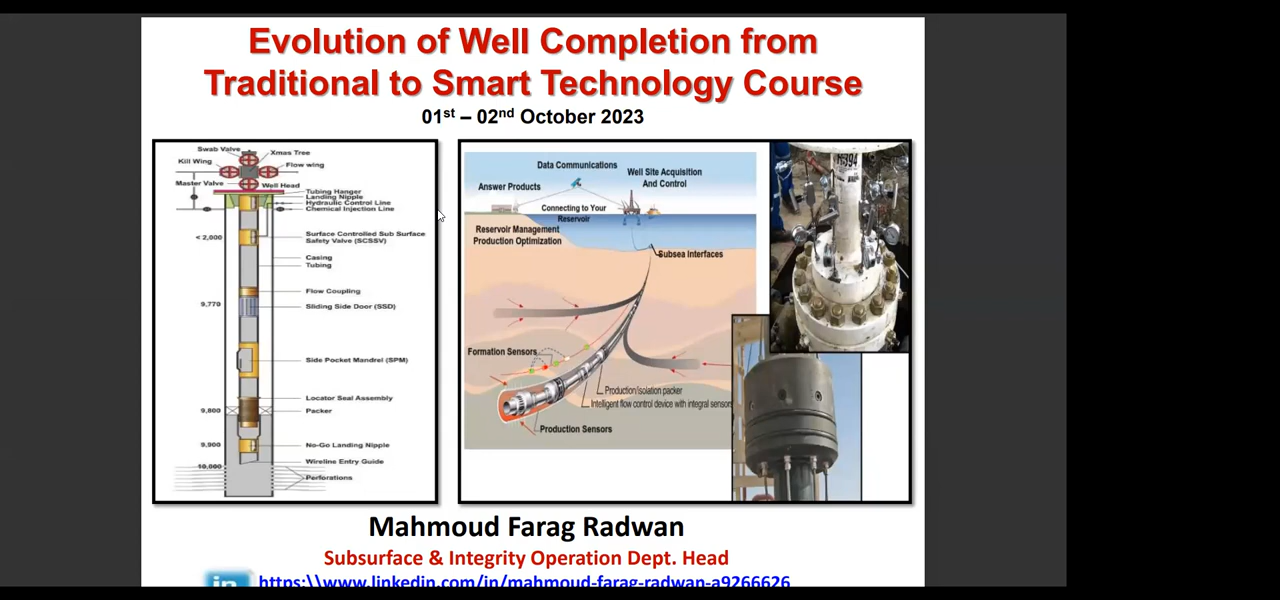 Evolution of Well Completion from
Traditional to Smart Technology Course
01st – 02nd October 2023
Swab Valve
Xmas Tree
Kill Wing
Flow wing
Master Valve
Well Head
Tubing Hanger
Landing Nipple
Hydraulic Control Line
Chemical Injection Line
< 2,000
Surface Controlled Sub Surface
Safety Valve (SCSSV)
Casing
Tubing
Flow Coupling
9,770
Sliding Side Door (SSD)
Side Pocket Mandrel (SPM)
Locator Seal Assembly
9,800
Packer
9,900
No-Go Landing Nipple
Wireline Entry Guide
10,000
Perforations
Data Communications
Well Site Acquisition
And Control
Answer Products
Connecting to Your
Reservoir
Reservoir Management
Production Optimization
Subsea Interfaces
Formation Sensors
Production/isolation packer
Intelligent flow control device with integral sensors
Production Sensors
Mahmoud Farag Radwan
Subsurface & Integrity Operation Dept. Head
in
https:\\www.linkedin.com/in/mahmoud-farag-radwan-a9266626